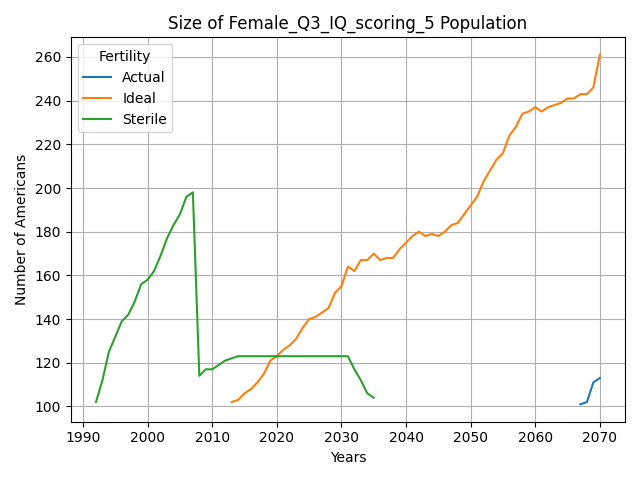 Size of Female_Q3_IQ_scoring_5 Population
Fertility
Actual
Ideal
Sterile
Number of Americans
260
240
220
200
180
160
140
120
100
1990
2000
2010
2020
2030
2040
2050
2060
2070
Years